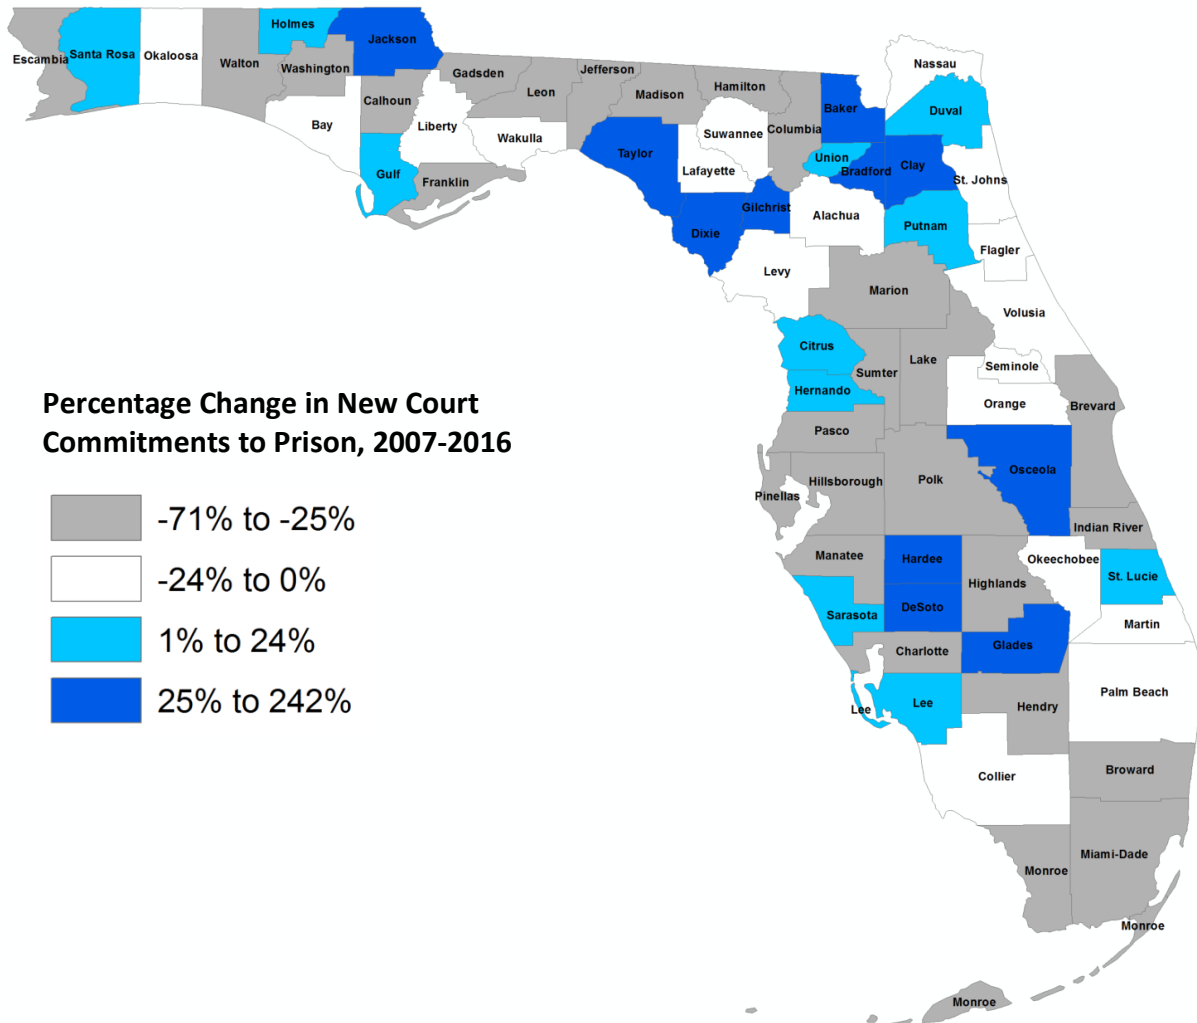 Holmes
Jackson
Escambia
Santa Rosa
Okaloosa
Walton
Washington
Gadsden
Jefferson
Nassau
Calhoun
Leon
Madison
Hamilton
Baker
Duval
Bay
Liberty
Wakulla
Suwannee
Columbia
Taylor
Lafayette
Union
Bradford
Clay
St. Johns
Gulf
Franklin
Gilchrist
Alachua
Putnam
Dixie
Flagler
Levy
Marion
Volusia
Citrus
Sumter
Lake
Seminole
Hernando
Orange
Brevard
Percentage Change in New Court
Commitments to Prison, 2007-2016
Pasco
Osceola
Polk
Hillsborough
Pinellas
-71% to -25%
Indian River
Manatee
Hardee
Okeechobee
-24% to 0%
Highlands
St. Lucie
Sarasota
DeSoto
Martin
1% to 24%
Charlotte
Glades
Palm Beach
25% to 242%
Lee
Lee
Hendry
Collier
Broward
Miami-Dade
Monroe
Monroe
Monroe